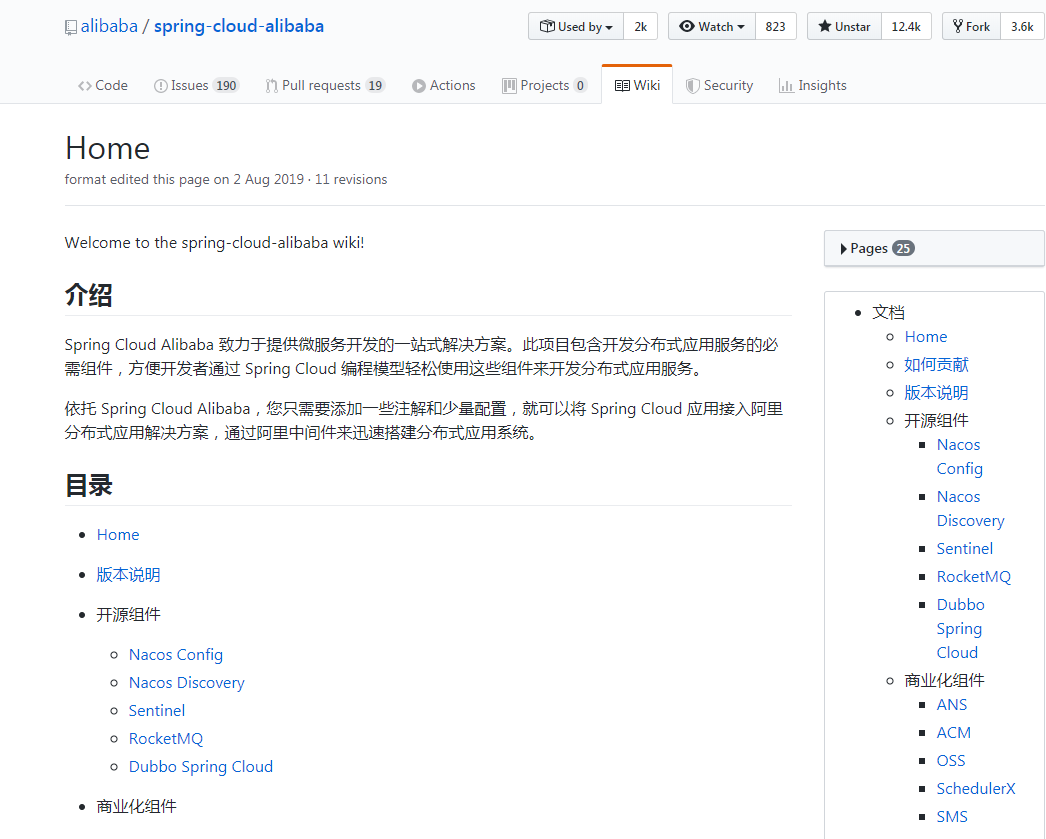 alibaba / spring-cloud-alibaba
Used by 2k
Watch 823
Unstar 12.4k
Fork 3.6k
Code
Issues 190
Pull requests 19
Actions
Projects 0
Wiki
Security
Insights
Home
format edited this page on 2 Aug 2019 · 11 revisions
Welcome to the spring-cloud-alibaba wiki!
介绍
Spring Cloud Alibaba 致力于提供微服务开发的一站式解决方案。此项目包含开发分布式应用服务的必
需组件，方便开发者通过 Spring Cloud 编程模型轻松使用这些组件来开发分布式应用服务。
依托 Spring Cloud Alibaba，您只需要添加一些注解和少量配置，就可以将 Spring Cloud 应用接入阿里
分布式应用解决方案，通过阿里中间件来迅速搭建分布式应用系统。
目录
Home
版本说明
开源组件
Nacos Config
Nacos Discovery
Sentinel
RocketMQ
Dubbo Spring Cloud
商业化组件
Pages 25
文档
Home
如何贡献
版本说明
开源组件
Nacos
Config
Nacos
Discovery
Sentinel
RocketMQ
Dubbo
Spring
Cloud
商业化组件
ANS
ACM
OSS
SchedulerX
SMS